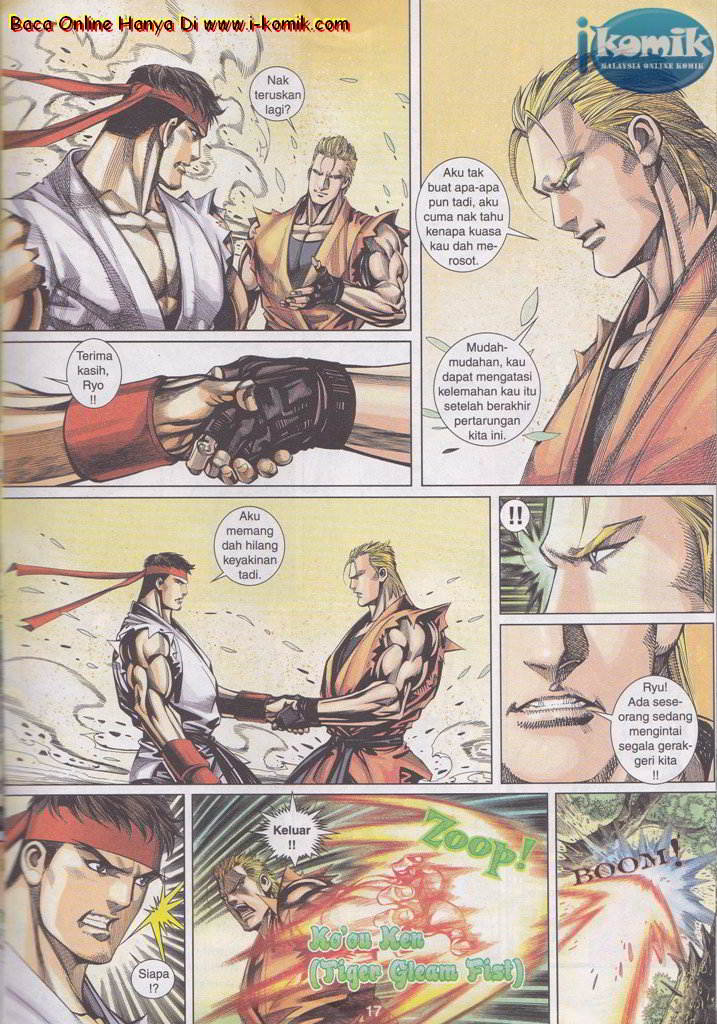 Baca Online Hanya Di www.i-komik.com
ikomik
MALAYSIA ONLINE KOMIK
Nak
teruskan
lagi?
Aku tak
buat apa-apa
pun tadi, aku
cuma nak tahu
kenapa kuasa
kau dah me-
rosot.
Mudah-
mudahan, kau
dapat mengatasi
kelemahan kau itu
setelah berakhir
pertarungan
kita ini.
Terima
kasih,
Ryo
!!
Aku
memang
dah hilang
keyakinan
tadi.
!!
Ryu!
Ada sese-
orang sedang
mengintai
segala gerak-
geri kita
!!
Siapa
!?
Keluar
!!
Zoop!
Ko'ou Ken
(Tiger Gleam Fist)
BOOM!
17